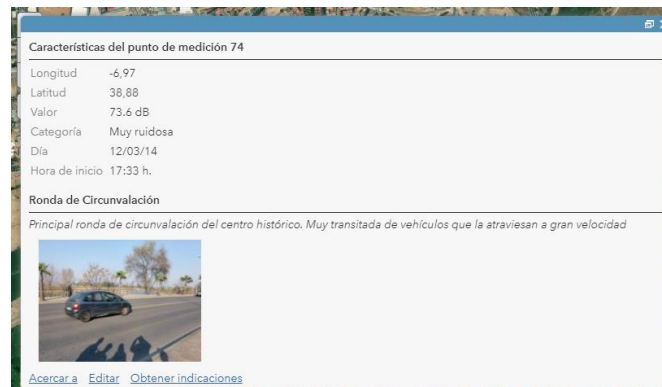 Características del punto de medición 74
Longitud -6,97
Latitud 38,88
Valor 73.6 dB
Categoría Muy ruidosa
Día 12/03/14
Hora de inicio 17:33 h.
Ronda de Circunvalación
Principal ronda de circunvalación del centro histórico. Muy transitada de vehículos que la atraviesan a gran velocidad
Acercar a Editar Obtener indicaciones